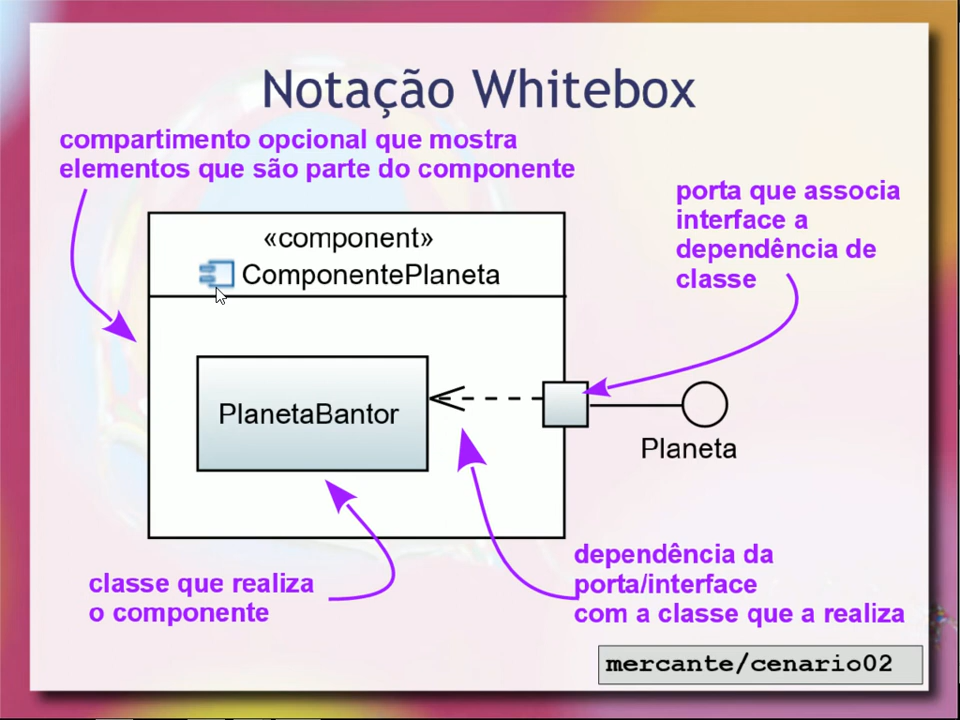 Notação Whitebox
compartimento opcional que mostra
elementos que são parte do componente
porta que associa
interface a
dependência de
classe
«component»
ComponentePlaneta
PlanetaBantor
Planeta
classe que realiza
o componente
dependência da
porta/interface
com a classe que a realiza
mercante/cenario02